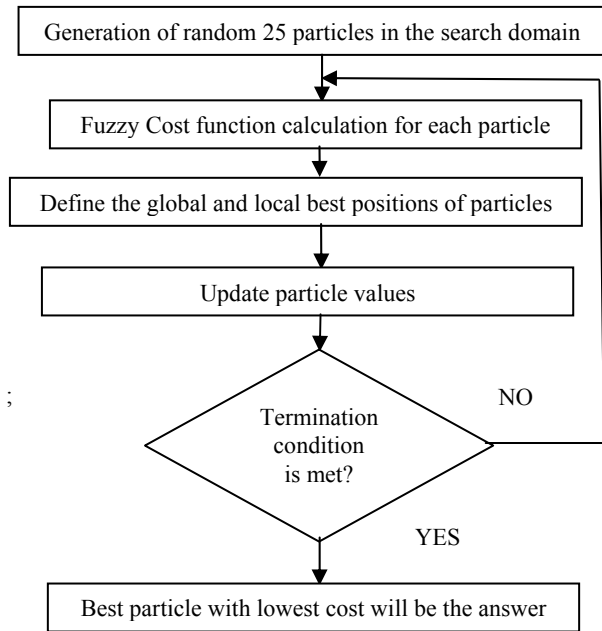 Generation of random 25 particles in the search domain
Fuzzy Cost function calculation for each particle
Define the global and local best positions of particles
Update particle values
;
NO
Termination
condition
is met?
YES
Best particle with lowest cost will be the answer